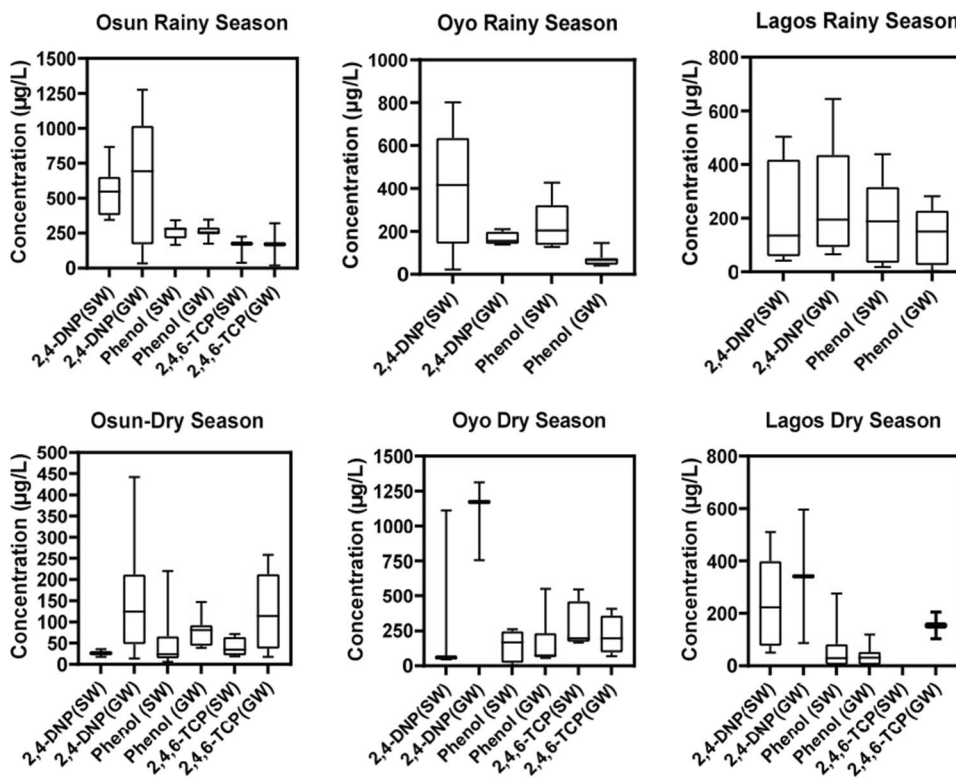 Osun Rainy Season
Concentration (µg/L)
1500
1250
1000
750
500
250
0
2,4-DNP(SW)
2,4-DNP(GW)
Phenol (SW)
Phenol (GW)
2,4,6-TCP(SW)
2,4,6-TCP(GW)
Oyo Rainy Season
Concentration (µg/L)
1000
800
600
400
200
0
2,4-DNP(SW)
2,4-DNP(GW)
Phenol (SW)
Phenol (GW)
Lagos Rainy Season
Concentration (µg/L)
800
600
400
200
0
2,4-DNP(SW)
2,4-DNP(GW)
Phenol (SW)
Phenol (GW)
Osun-Dry Season
Concentration (µg/L)
500
450
400
350
300
250
200
150
100
50
0
2,4-DNP(SW)
2,4-DNP(GW)
Phenol (SW)
Phenol (GW)
2,4,6-TCP(SW)
2,4,6-TCP(GW)
Oyo Dry Season
Concentration (µg/L)
1500
1250
1000
750
500
250
0
2,4-DNP(SW)
2,4-DNP(GW)
Phenol (SW)
Phenol (GW)
2,4,6-TCP(SW)
2,4,6-TCP(GW)
Lagos Dry Season
Concentration (µg/L)
800
600
400
200
0
2,4-DNP(SW)
2,4-DNP(GW)
Phenol (SW)
Phenol (GW)
2,4,6-TCP(SW)
2,4,6-TCP(GW)